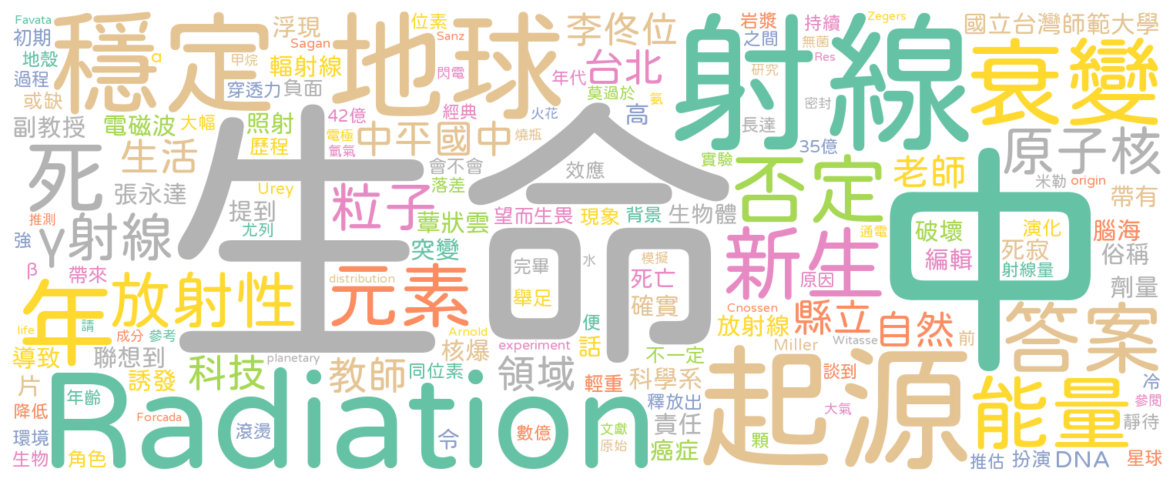 Favata
初期
地殼
過程
或缺
副教授
穩定
α
甲烷
穿透力
負面
浮現
Sagan
輻射線
閃電
地球
位素
Sanz
42億
電極
氬氣
年代
經典
火花
燒瓶
李佟位
台北
莫過於
高
射線
岩漿
之間
持續
無菌
Res
研究
氨
密封
長達
35億
Zegers
衰變
國立台灣師範大學
電磁波
大幅
照射
歷程
中平國中
會不會
落差
效應
實驗
米勒
origin
原子核
帶有
死
生活
張永達
Urey
提到
尤列
推測
強
γ射線
β
帶來
粒子
蕈狀雲
突變
望而生畏
現象
背景
生物體
否定
老師
通電
破壞
演化
編輯
死寂
射線量
腦海
俗稱
劑量
生命
中
新生
原因
年
放射性
元素
distribution
完畢
舉足
水
模擬
死亡
確實
Cnossen
放射線
縣立
自然
前
答案
life
請
成分
參考
導致
聯想到
planetary
Arnold
核爆
experiment
便
話
不一定
Miller
Witasse
談到
片
誘發
科技
教師
同位素
領域
輕重
科學系
釋放出
起源
大氣
能量
冷
參閱
靜待
降低
年齡
環境
生物
角色
Forcada
Radiation
滾燙
令
數億
文獻
原始
責任
癌症
顆
推估
扮演
DNA
星球